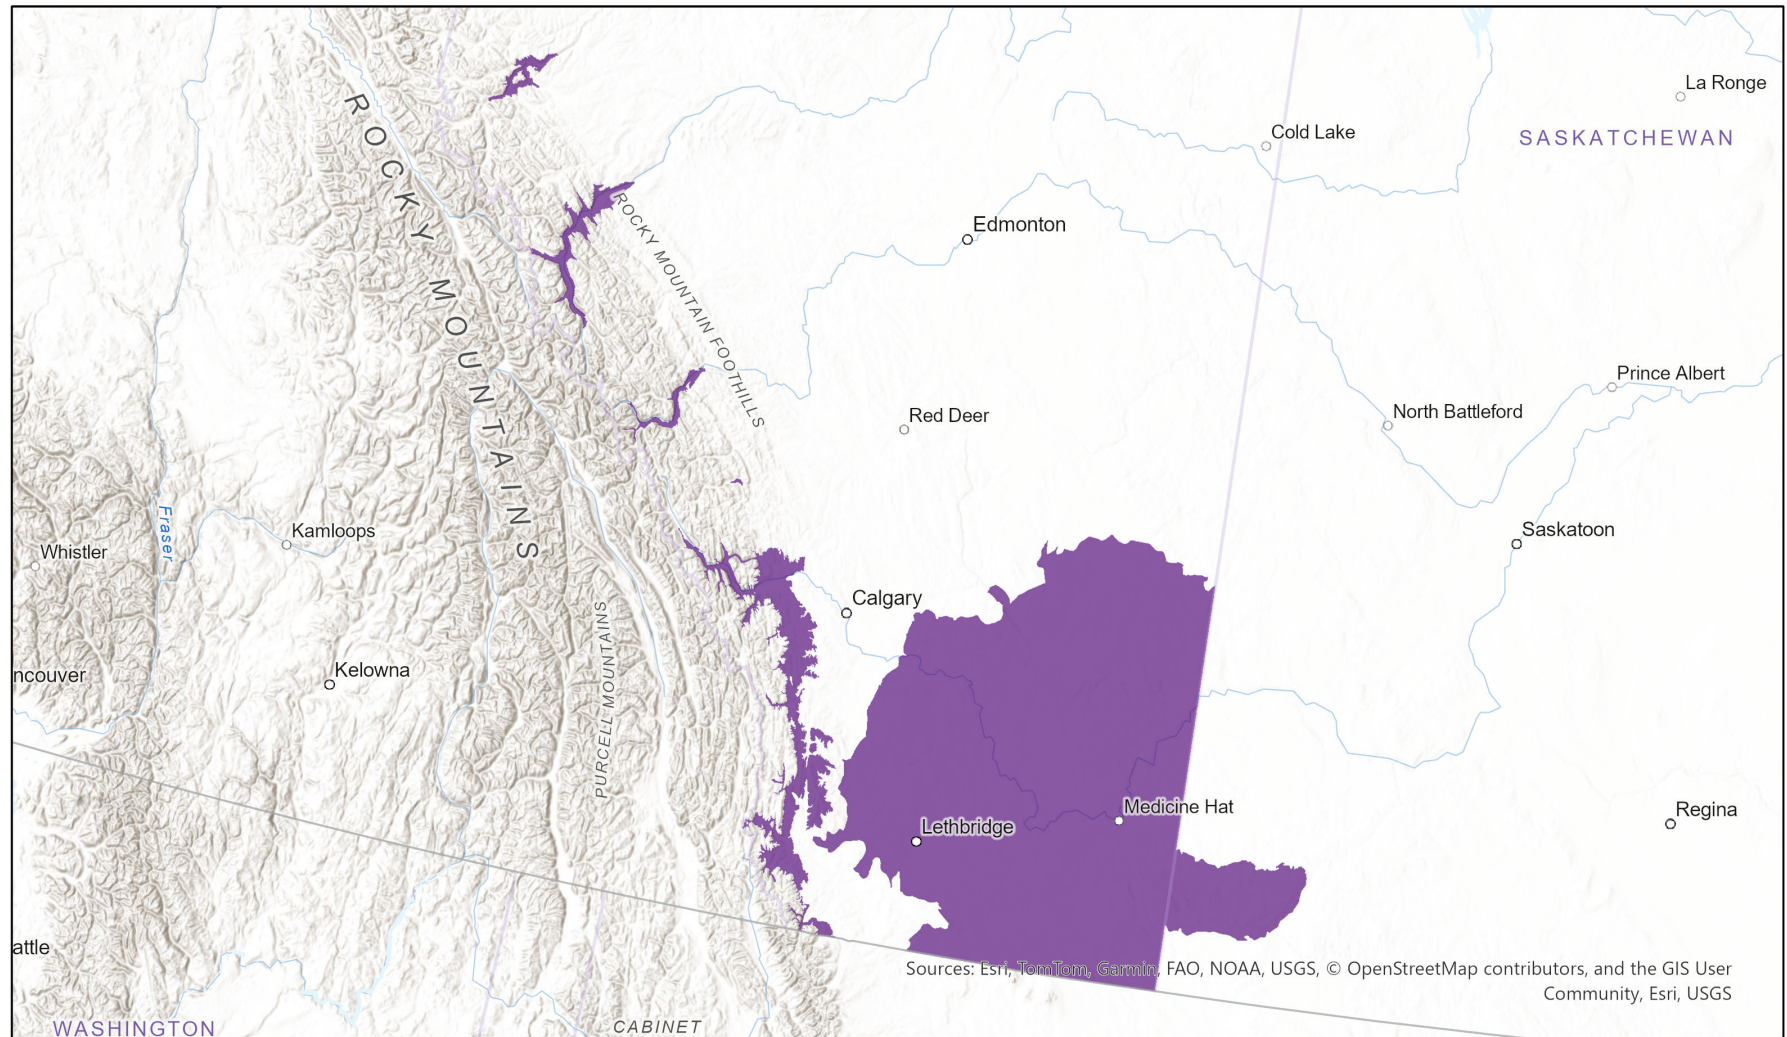 La Ronge
Cold Lake
SASKATCHEWAN
ROCKY MOUNTAINS
ROCKY MOUNTAIN FOOTHILLS
Edmonton
Prince Albert
North Battleford
Red Deer
Saskatoon
Fraser
Kamloops
Whistler
Calgary
PURCELL MOUNTAINS
Kelowna
ncouver
Medicine Hat
Regina
Lethbridge
attle
Sources: Esri, TomTom, Garmin, FAO, NOAA, USGS, © OpenStreetMap contributors, and the GIS User
Community, Esri, USGS
WASHINGTON
CABINET